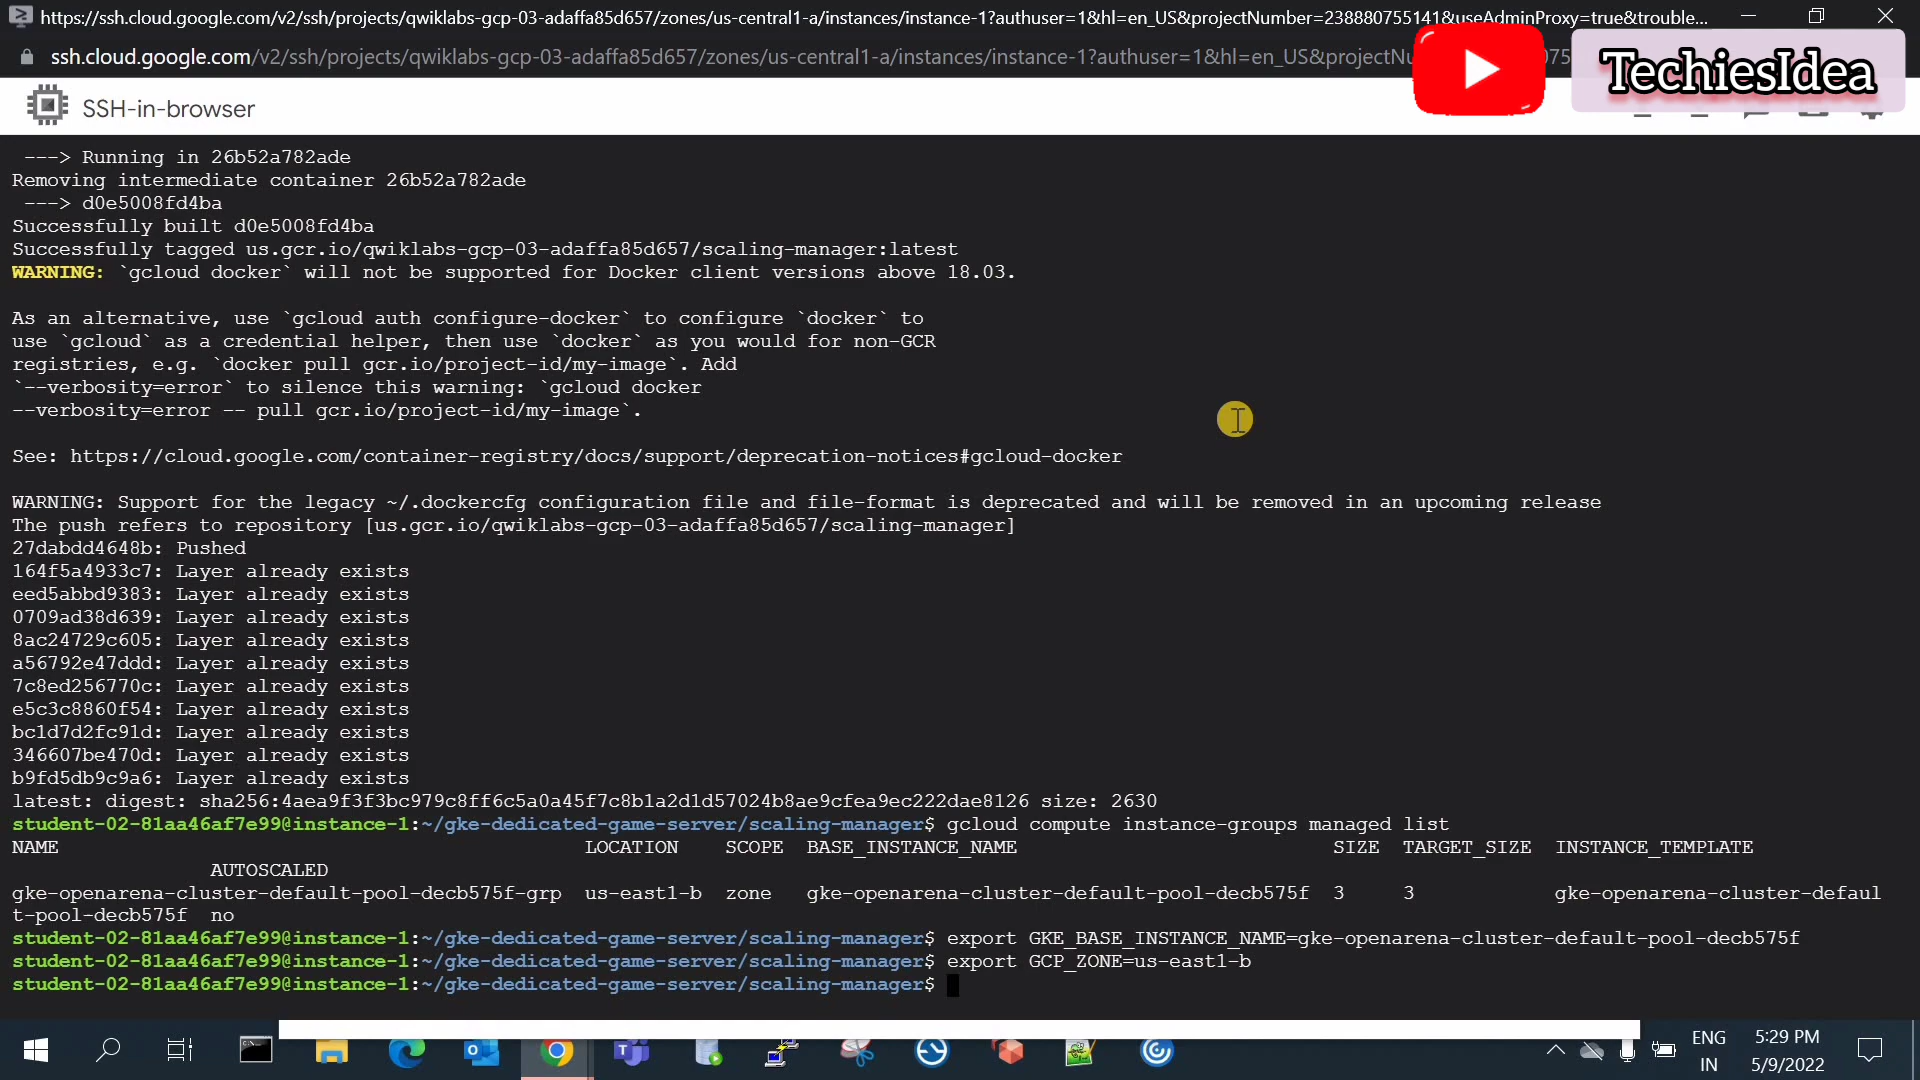 https://ssh.cloud.google.com/v2/ssh/projects/qwiklabs-gcp-03-adaffa85d657/zones/us-central1-a/instances/instance-1?authuser=1&hl=en_US&projectNumber=238880755141&useAdminProxy=true&trouble...
ssh.cloud.google.com/v2/ssh/projects/qwiklabs-gcp-03-adaffa85d657/zones/us-central1-a/instances/instance-1?authuser=1&hl=en_US&projectNu
TechiesIdea
SSH-in-browser
---> Running in 26b52a782ade
Removing intermediate container 26b52a782ade
---> d0e5008fd4ba
Successfully built d0e5008fd4ba
Successfully tagged us.gcr.io/qwiklabs-gcp-03-adaffa85d657/scaling-manager:latest
WARNING: `gcloud docker` will not be supported for Docker client versions above 18.03.
As an alternative, use `gcloud auth configure-docker` to configure `docker` to
use `gcloud` as a credential helper, then use `docker` as you would for non-GCR
registries, e.g. `docker pull gcr.io/project-id/my-image`. Add
`--verbosity=error` to silence this warning: `gcloud docker
--verbosity=error -- pull gcr.io/project-id/my-image`.
See: https://cloud.google.com/container-registry/docs/support/deprecation-notices#gcloud-docker
WARNING: Support for the legacy ~/.dockercfg configuration file and file-format is deprecated and will be removed in an upcoming release
The push refers to repository [us.gcr.io/qwiklabs-gcp-03-adaffa85d657/scaling-manager]
27dabdd4648b: Pushed
164f5a4933c7: Layer already exists
eed5abbd9383: Layer already exists
0709ad38d639: Layer already exists
8ac24729c605: Layer already exists
a56792e47ddd: Layer already exists
7c8ed256770c: Layer already exists
e5c3c8860f54: Layer already exists
bc1d7d2fc91d: Layer already exists
346607be470d: Layer already exists
b9fd5db9c9a6: Layer already exists
latest: digest: sha256:4aea9f3f3bc979c8ff6c5a0a45f7c8b1a2d1d57024b8ae9cfea9ec222dae8126 size: 2630
student-02-81aa46af7e99@instance-1:~/gke-dedicated-game-server/scaling-manager$ gcloud compute instance-groups managed list
NAME LOCATION SCOPE BASE_INSTANCE_NAME SIZE TARGET_SIZE INSTANCE_TEMPLATE
AUTOSCALED
gke-openarena-cluster-default-pool-decb575f-grp us-east1-b zone gke-openarena-cluster-default-pool-decb575f 3 3 gke-openarena-cluster-defaul
t-pool-decb575f no
student-02-81aa46af7e99@instance-1:~/gke-dedicated-game-server/scaling-manager$ export GKE_BASE_INSTANCE_NAME=gke-openarena-cluster-default-pool-decb575f
student-02-81aa46af7e99@instance-1:~/gke-dedicated-game-server/scaling-manager$ export GCP_ZONE=us-east1-b
student-02-81aa46af7e99@instance-1:~/gke-dedicated-game-server/scaling-manager$
ENG 5:29 PM
IN 5/9/2022